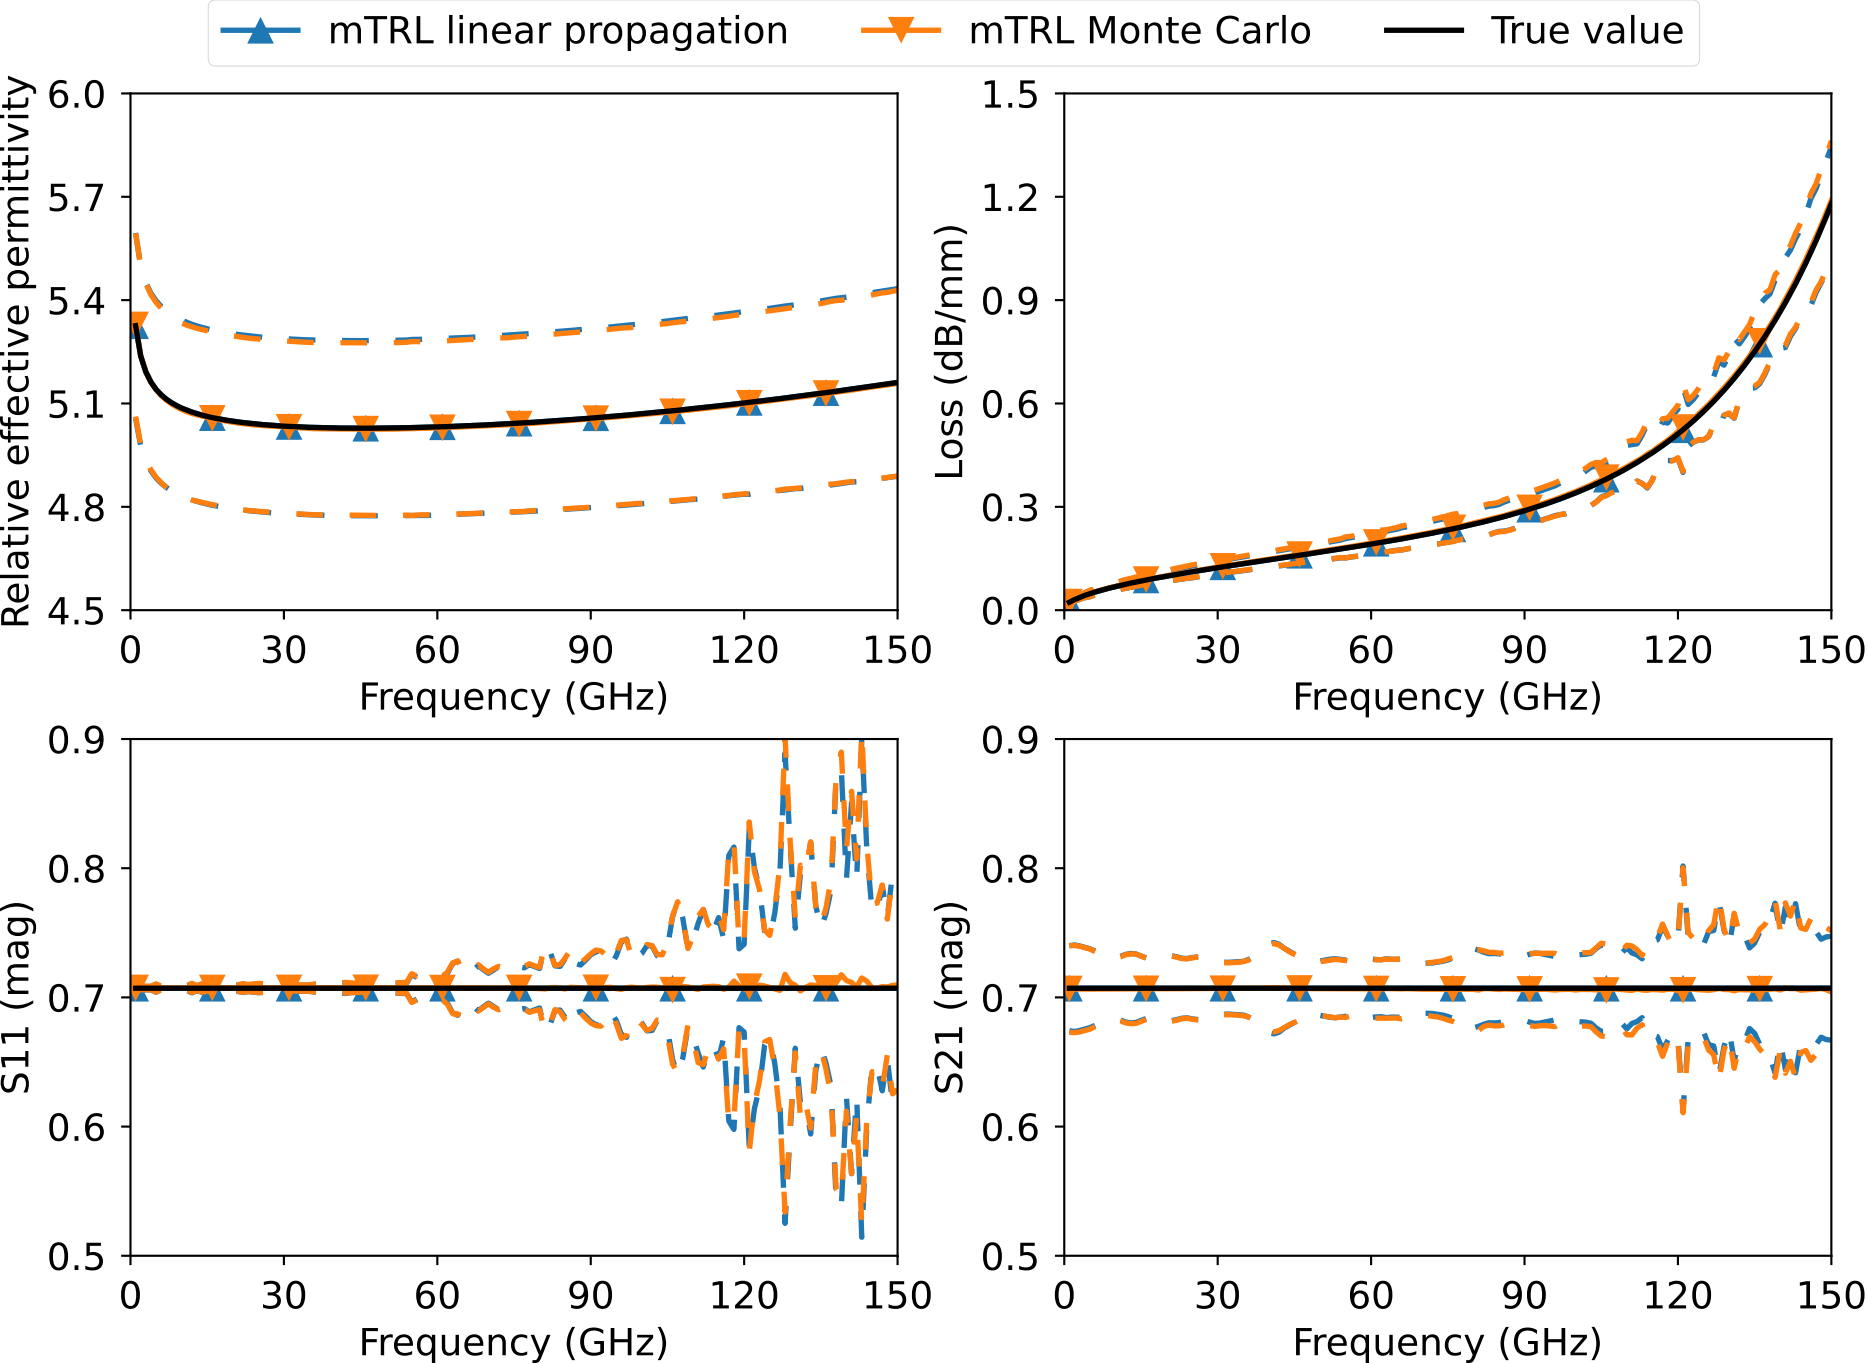 mTRL linear propagation mTRL Monte Carlo True value
Relative effective permittivity
6.0
5.7
5.4
5.1
4.8
4.5
0 30 60 90 120 150
Frequency (GHz)
Loss (dB/mm)
1.5
1.2
0.9
0.6
0.3
0.0
0 30 60 90 120 150
Frequency (GHz)
S11 (mag)
0.9
0.8
0.7
0.6
0.5
0 30 60 90 120 150
Frequency (GHz)
S21 (mag)
0.9
0.8
0.7
0.6
0.5
0 30 60 90 120 150
Frequency (GHz)